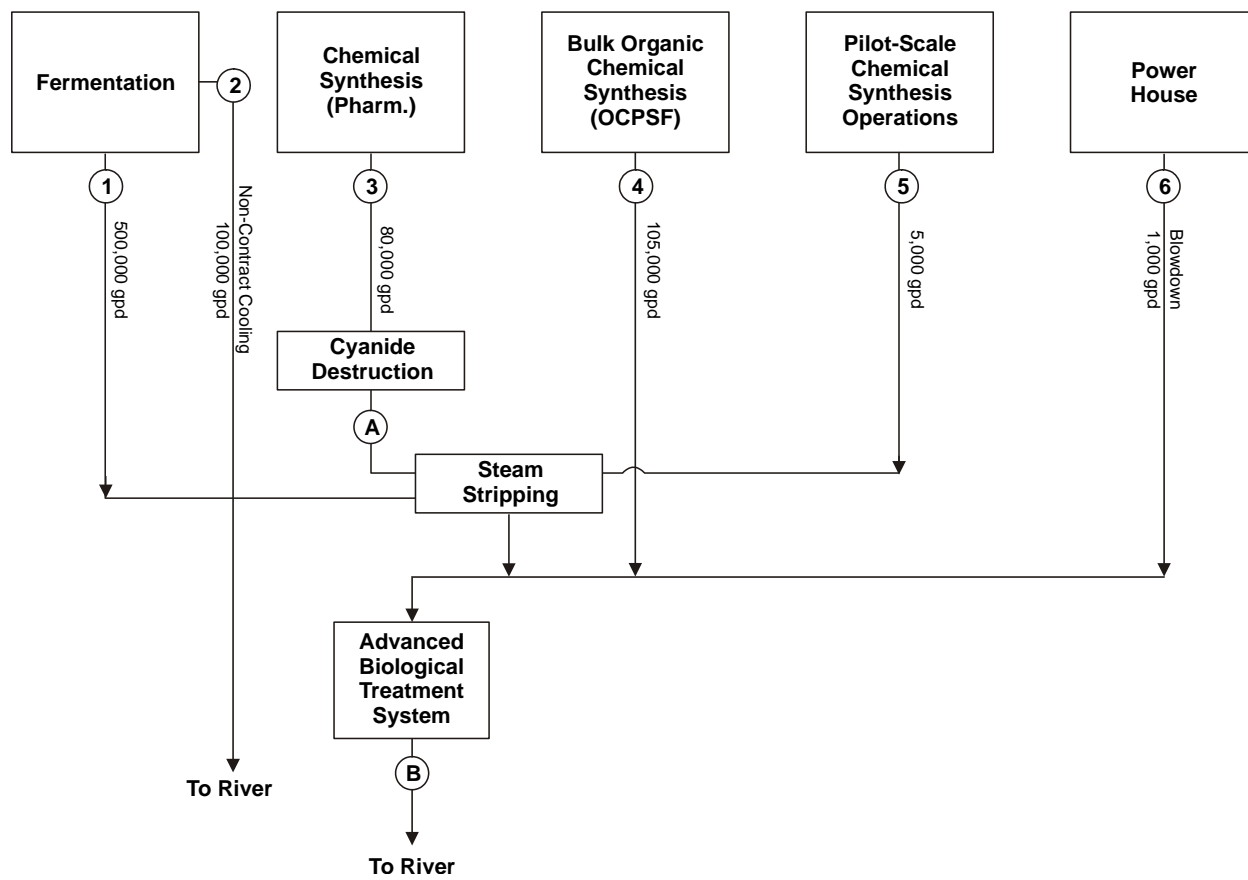 Fermentation
2
Chemical
Synthesis
(Pharm.)
Bulk Organic
Chemical
Synthesis
(OCPSF)
Pilot-Scale
Chemical
Synthesis
Operations
Power
House
1
3
4
5
6
500,000 gpd
Non-Contract Cooling
100,000 gpd
80,000 gpd
105,000 gpd
5,000 gpd
Blowdown
1,000 gpd
Cyanide
Destruction
A
Steam
Stripping
Advanced
Biological
Treatment
System
B
To River
To River